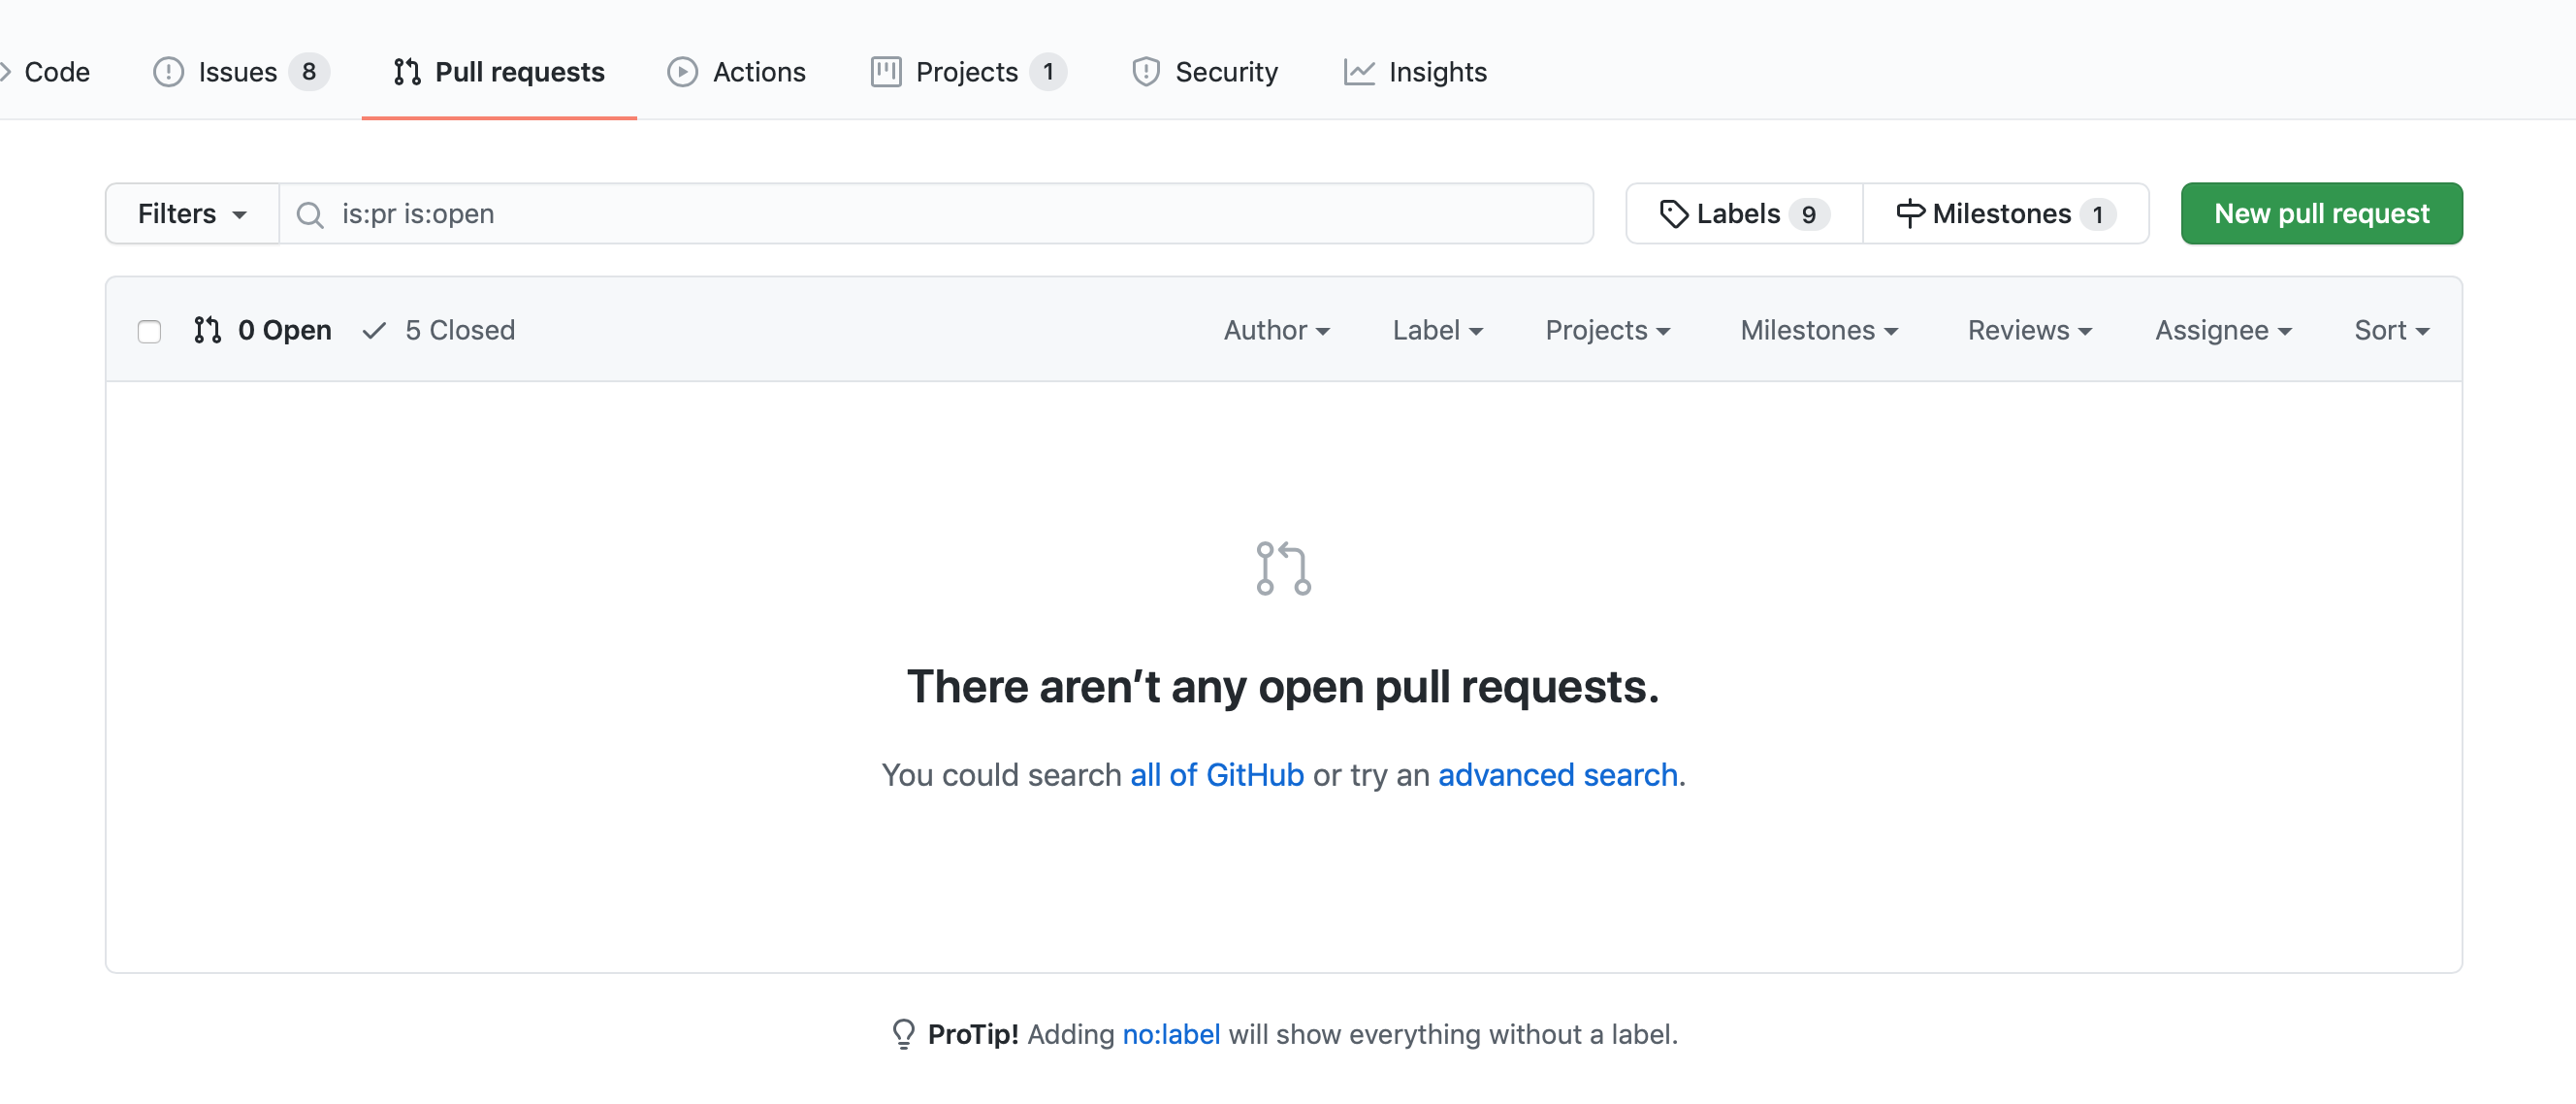 Code Issues 8 Pull requests Actions Projects 1 Security Insights
Filters is:pr is:open Labels 9 Milestones 1 New pull request
0 Open 5 Closed Author Label Projects Milestones Reviews Assignee Sort
There aren’t any open pull requests.
You could search all of GitHub or try an advanced search.
ProTip! Adding no:label will show everything without a label.